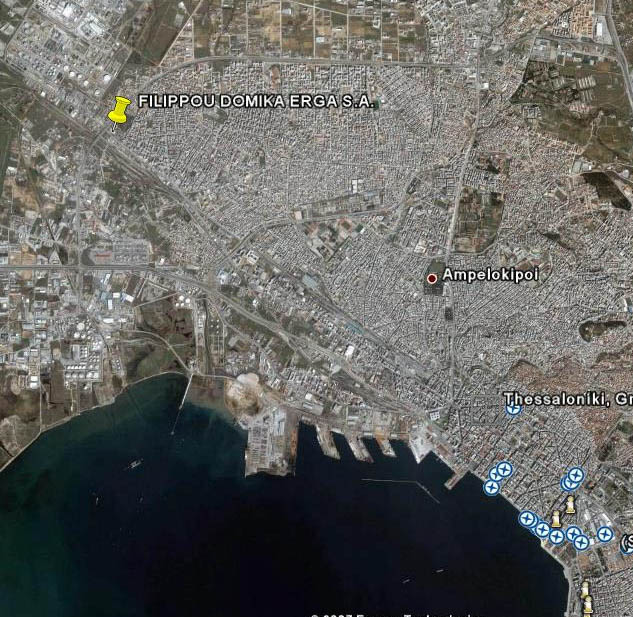 FILIPPOU DOMIKA ERGA S.A.
Ampelokipoi
Thessaloniki, Gr
(S